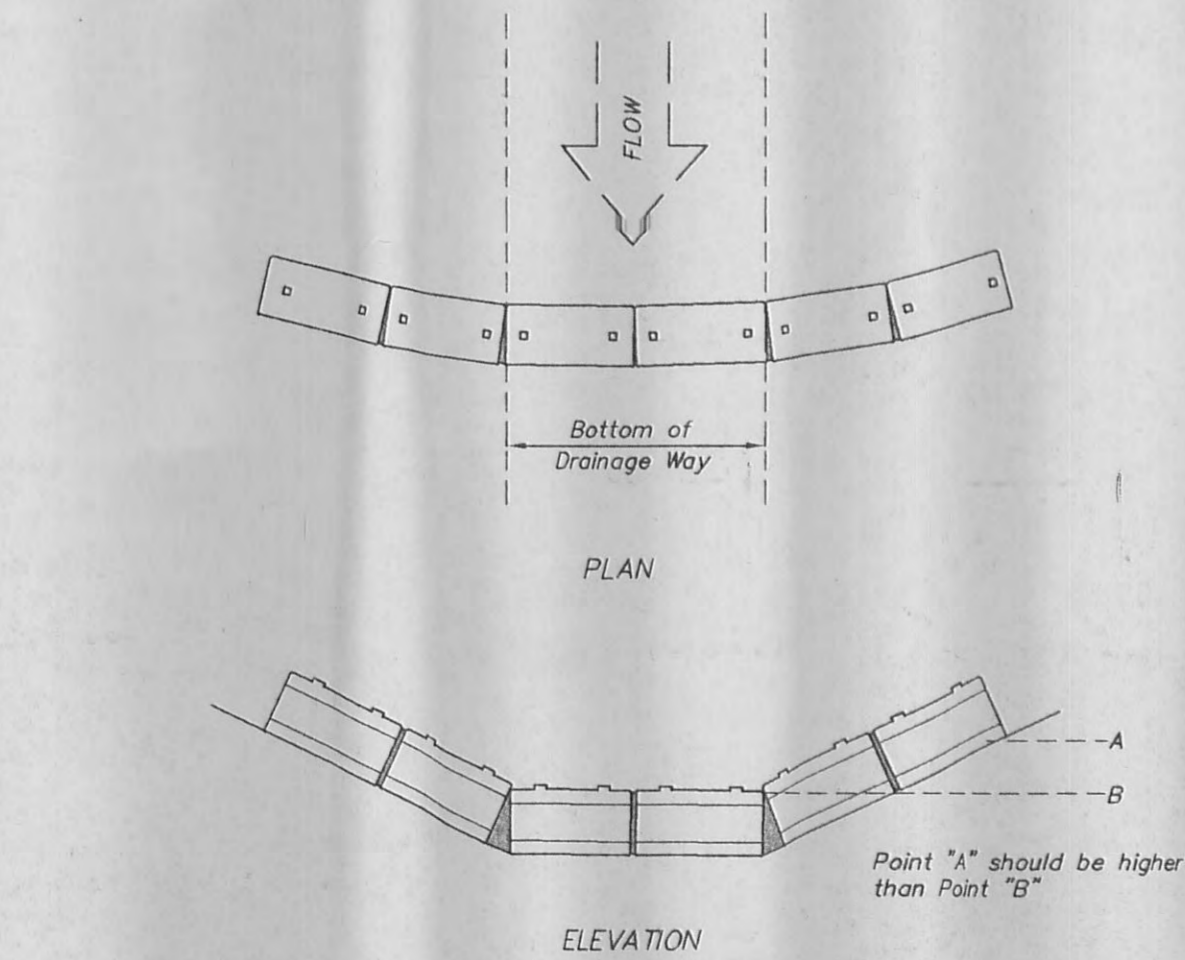 FLOW
Bottom of
Drainage Way
PLAN
A
B
Point "A" should be higher
than Point "B"
ELEVATION